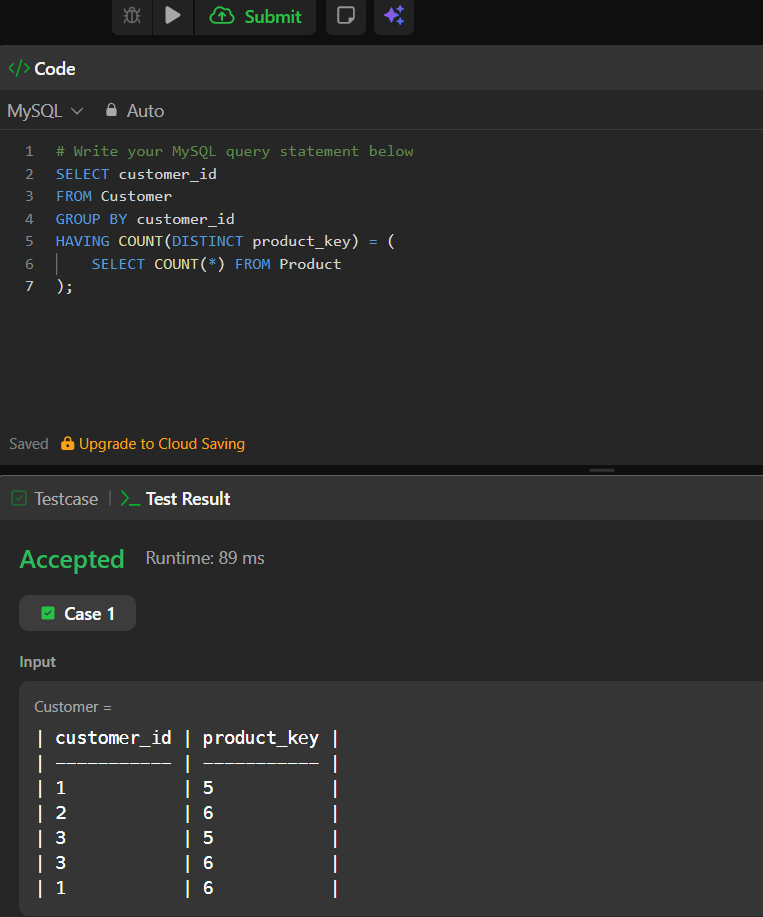 Submit
</> Code
MySQL Auto
1 # Write your MySQL query statement below
2 SELECT customer_id
3 FROM Customer
4 GROUP BY customer_id
5 HAVING COUNT(DISTINCT product_key) = (
6 SELECT COUNT(*) FROM Product
7 );
Saved Upgrade to Cloud Saving
Testcase | >_ Test Result
Accepted Runtime: 89 ms
Case 1
Input
Customer =
| customer_id | product_key |
| ----------- | ----------- |
| 1 | 5 |
| 2 | 6 |
| 3 | 5 |
| 3 | 6 |
| 1 | 6 |